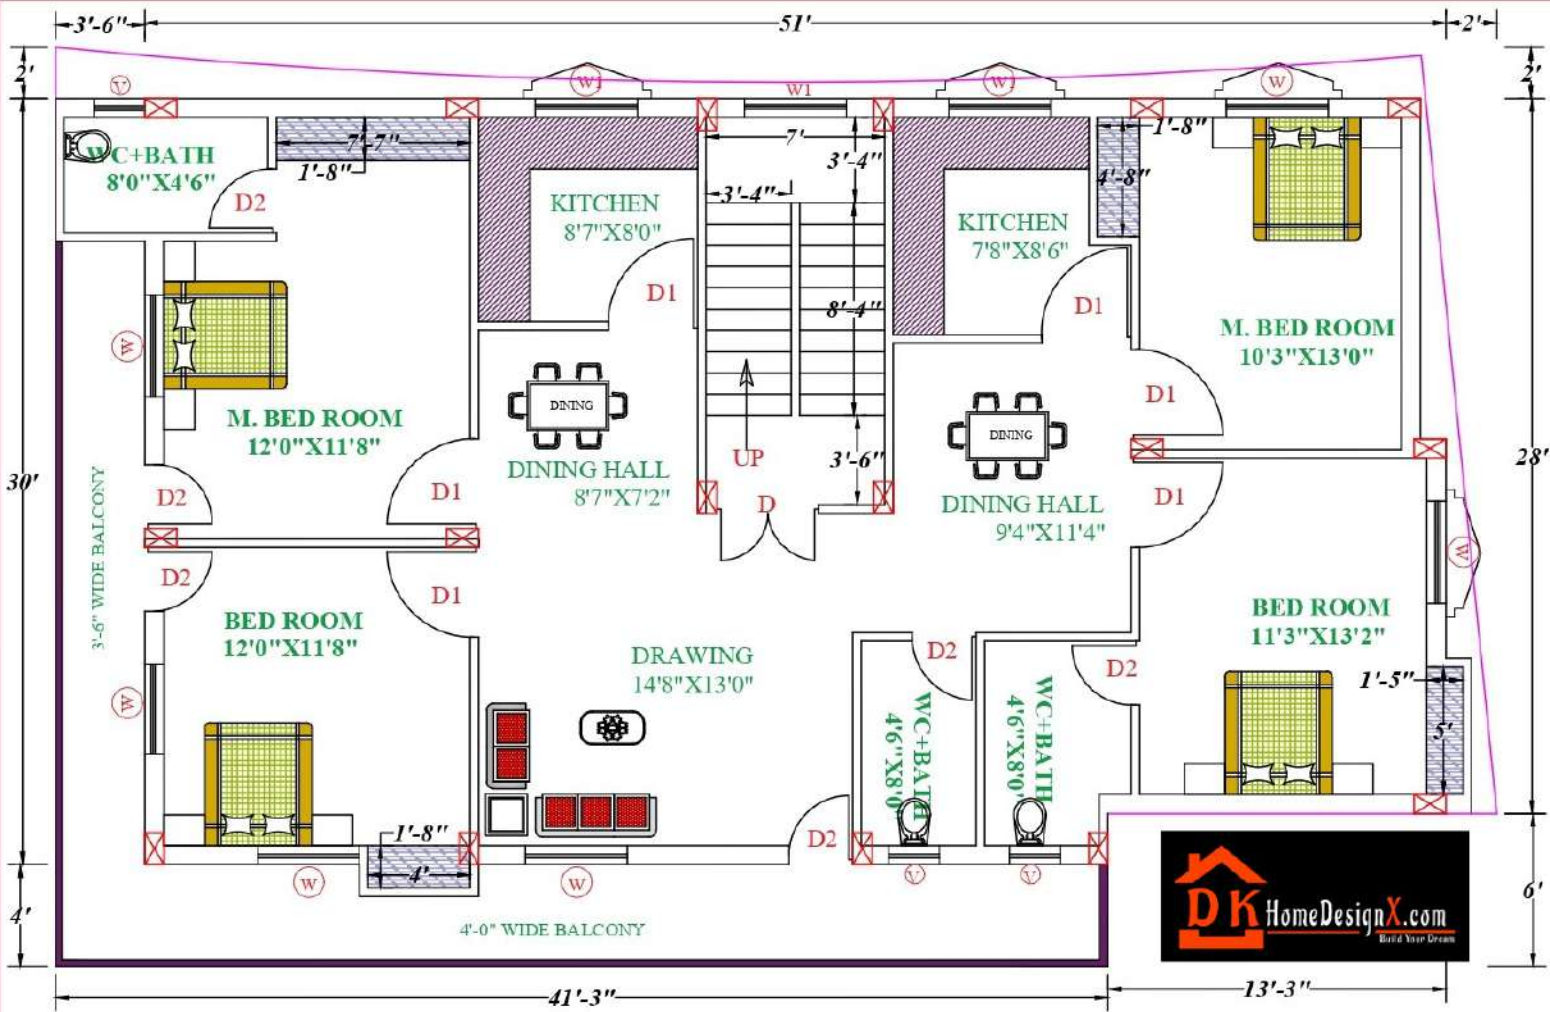 3'-6"
51'
2'
2'
2'
V
W1
W1
W1
W
WC+BATH
8'0"X4'6"
D2
7'-7"
1'-8"
KITCHEN
8'7"X8'0"
D1
7'
3'-4"
3'-4"
8'-4"
UP
3'-6"
D
KITCHEN
7'8"X8'6"
D1
1'-8"
4'-8"
M. BED ROOM
10'3"X13'0"
D1
W
M. BED ROOM
12'0"X11'8"
D2
D1
DINING
DINING HALL
8'7"X7'2"
DINING
DINING HALL
9'4"X11'4"
D1
30'
28'
3'-6" WIDE BALCONY
D2
D1
BED ROOM
12'0"X11'8"
W
DRAWING
14'8"X13'0"
D2
D2
BED ROOM
11'3"X13'2"
W
1'-5"
5'
WC+BATH
4'6"X8'0"
WC+BATH
4'6"X8'0"
D2
1'-8"
4'
W
W
V
V
4'
6'
4'-0" WIDE BALCONY
DK HomeDesignX.com
Build Your Dream
41'-3"
13'-3"